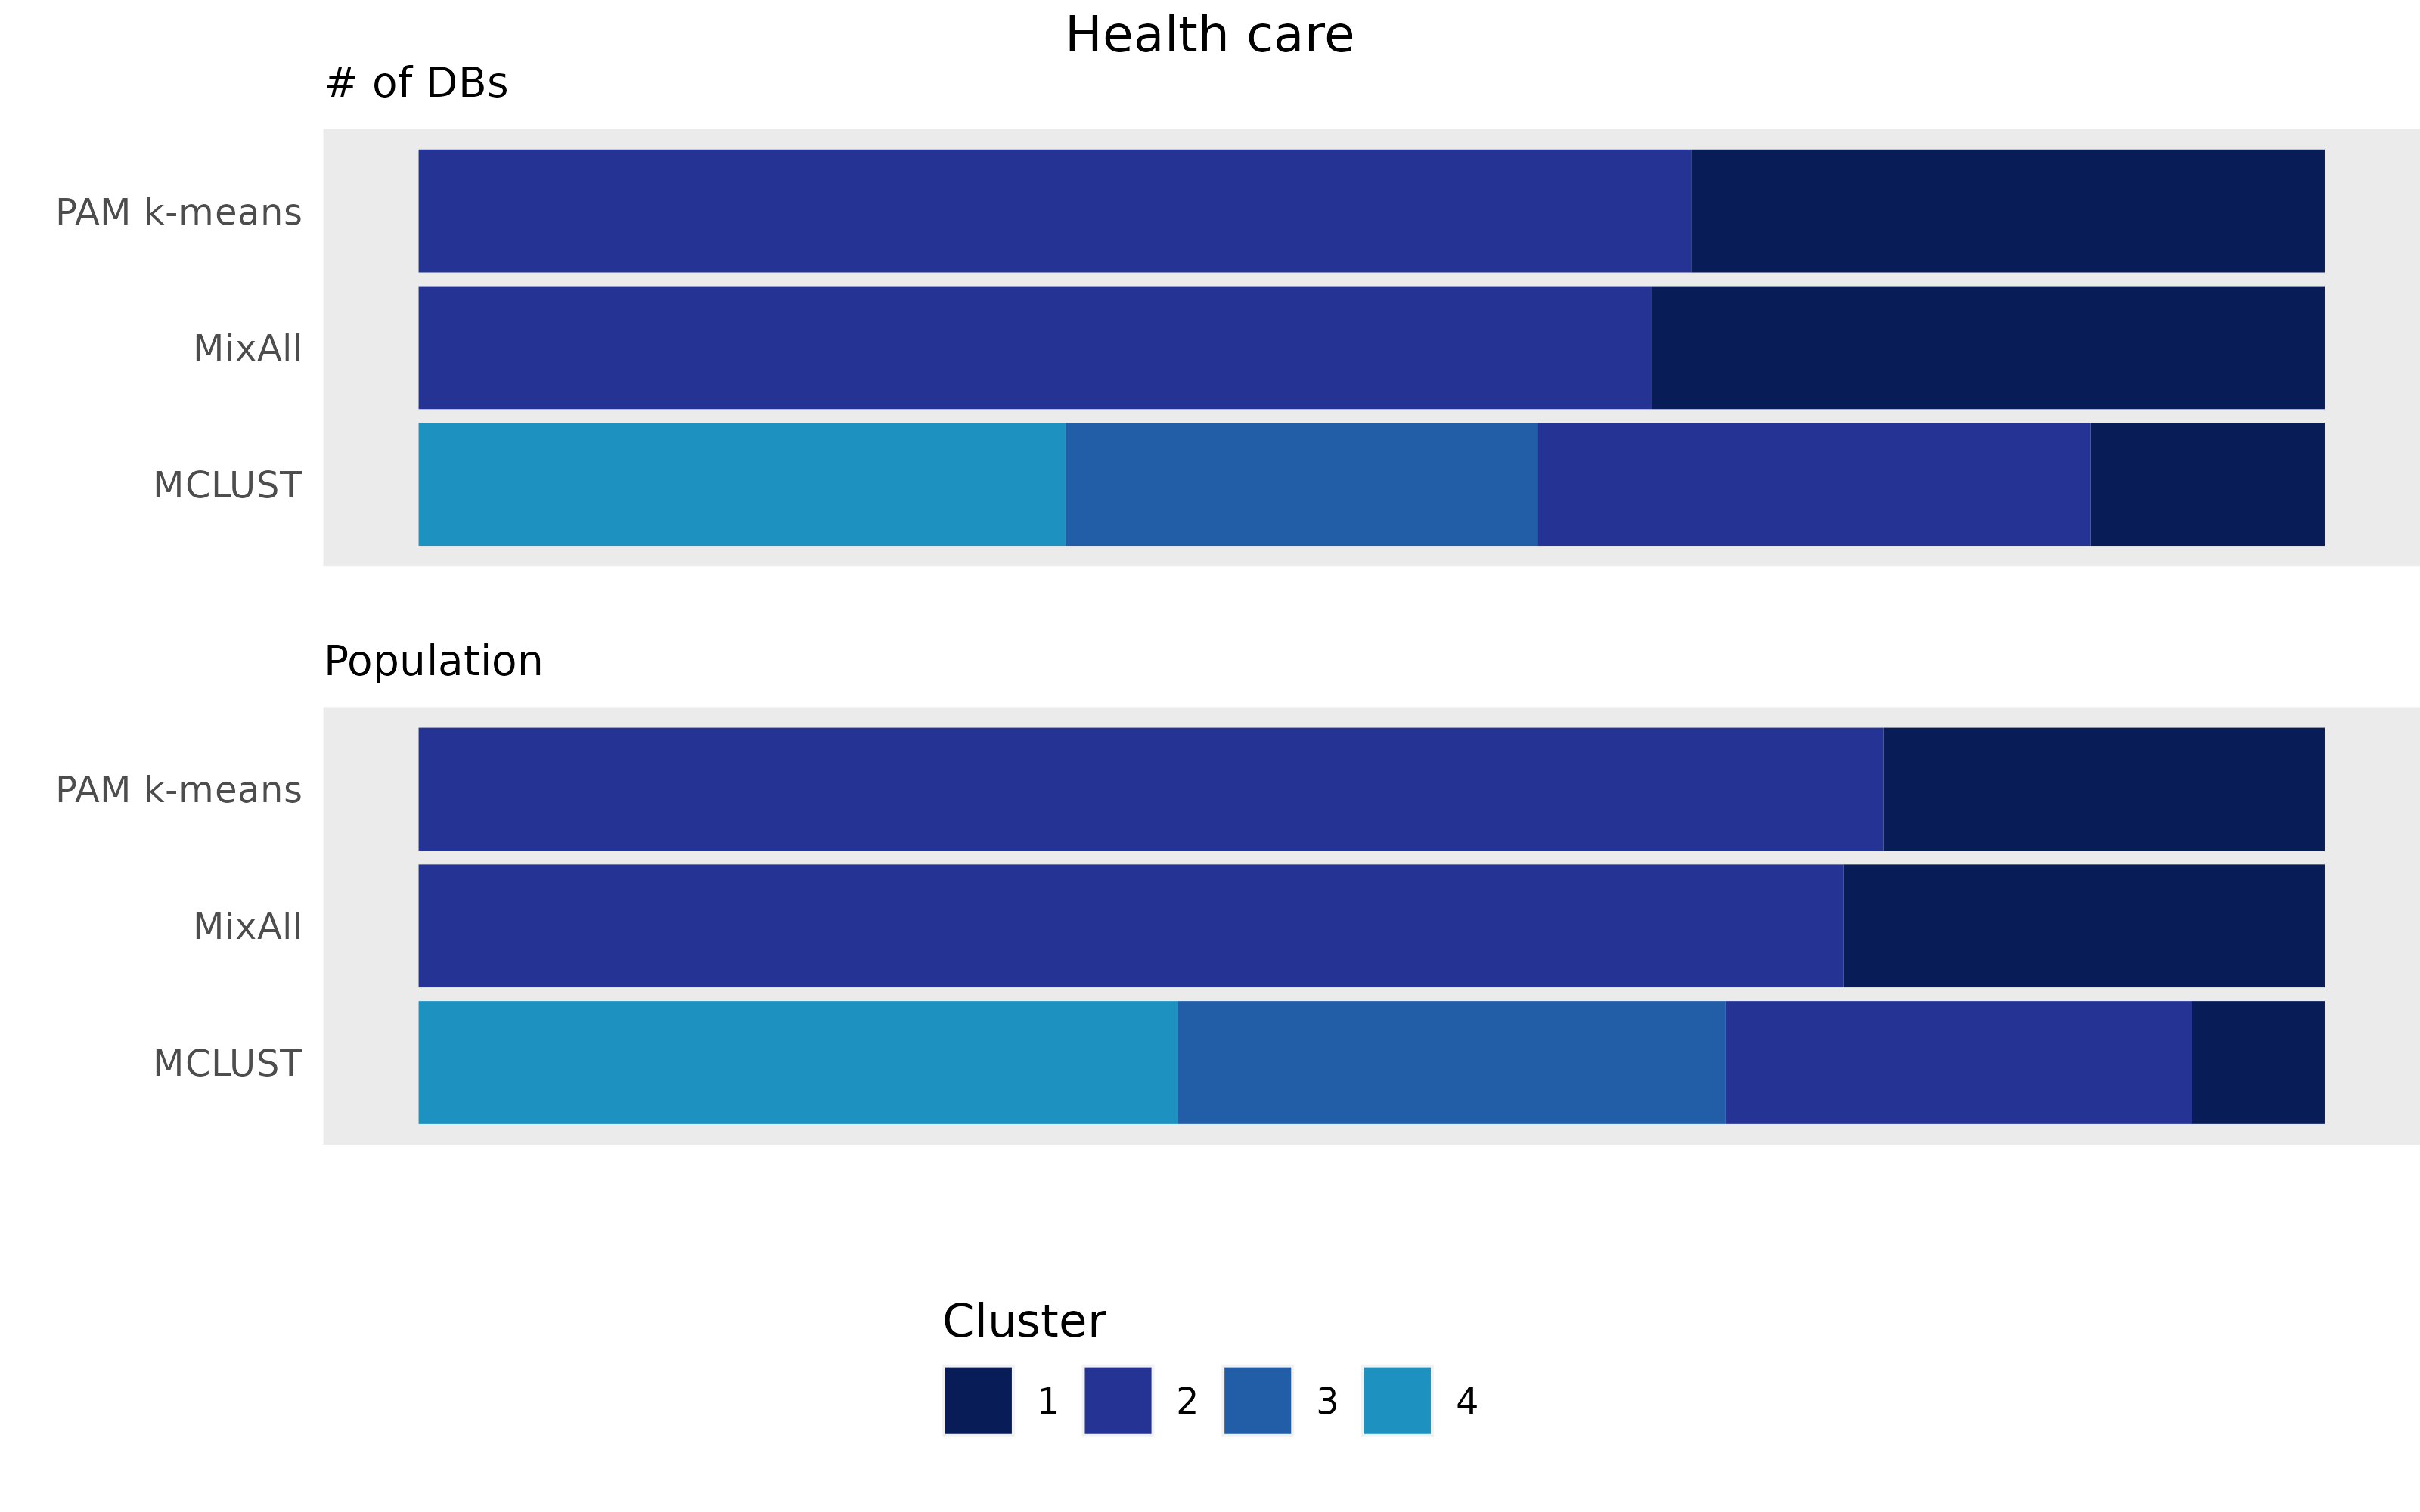 Health care
# of DBs
PAM k-means
MixAll
MCLUST
Population
PAM k-means
MixAll
MCLUST
Cluster
1 2 3 4